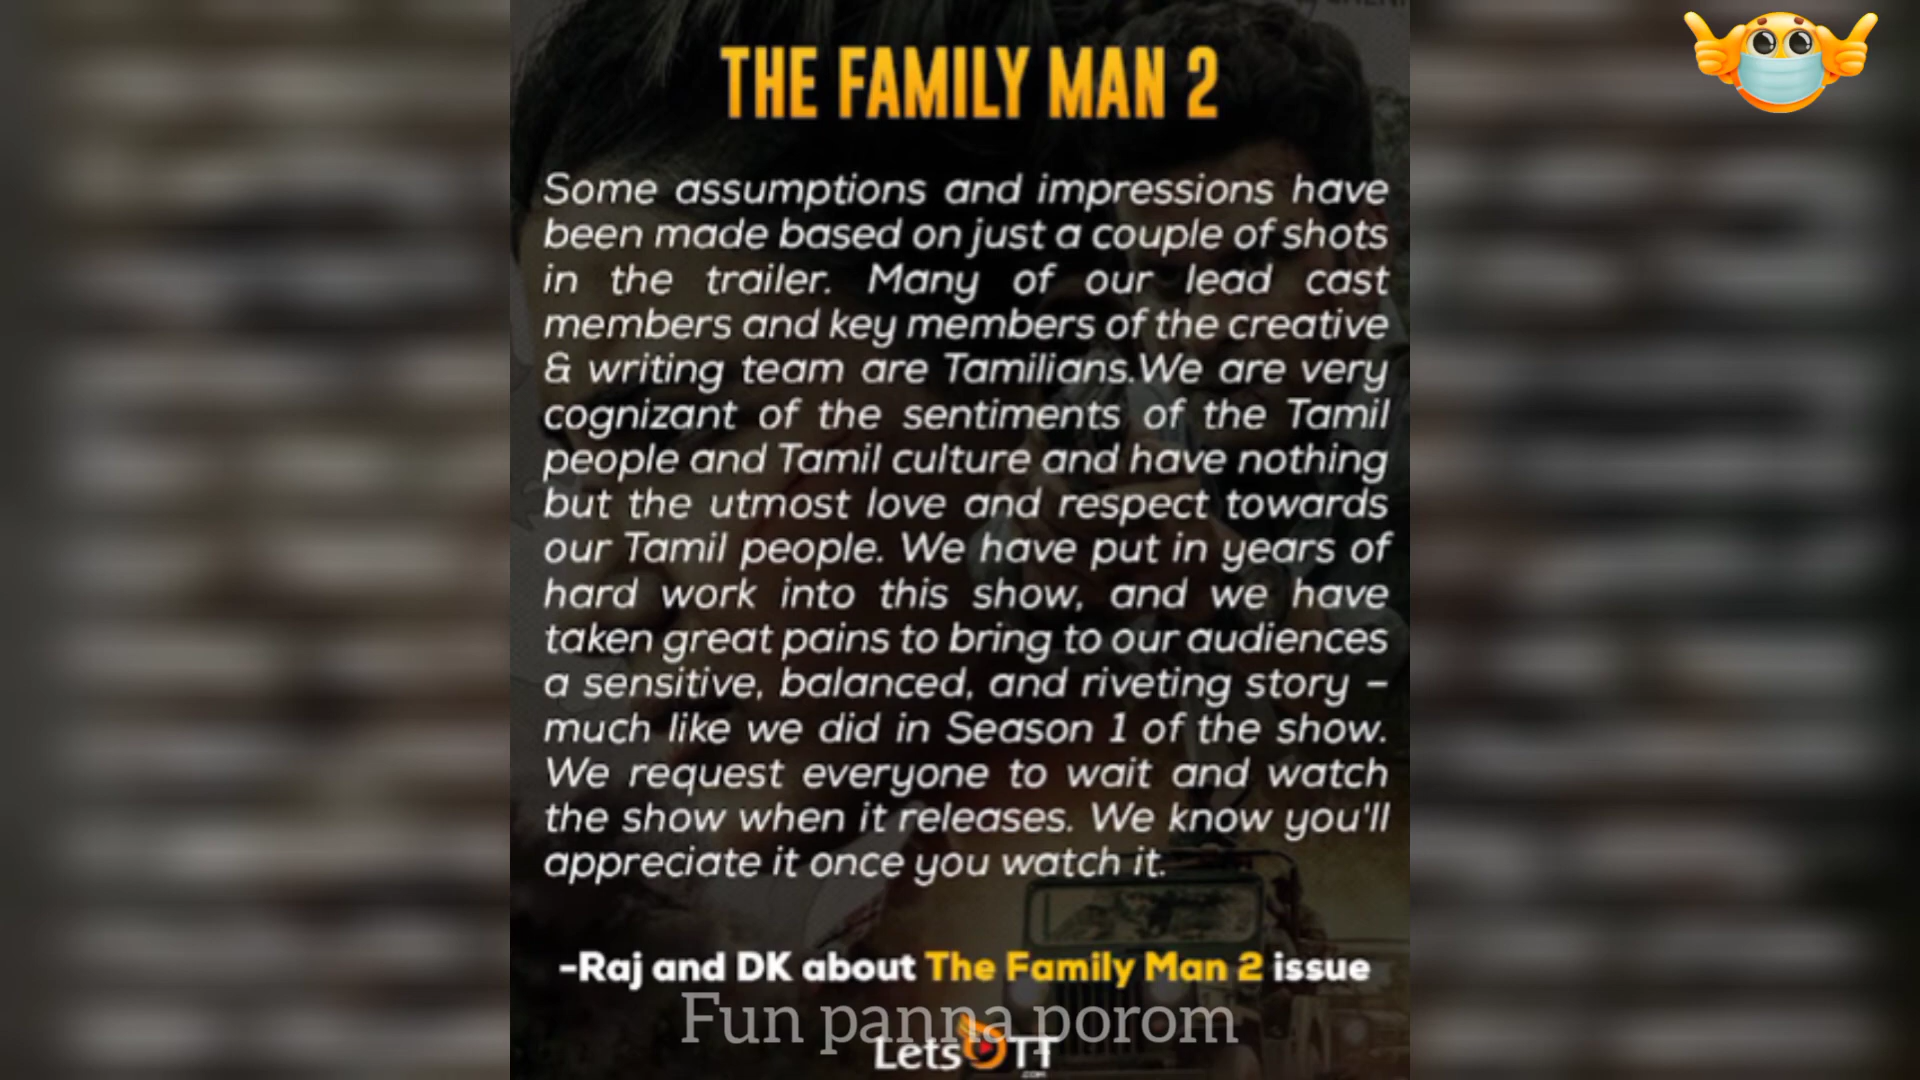 THE FAMILY MAN 2
Some assumptions and impressions have
been made based on just a couple of shots
in the trailer. Many of our lead cast
members and key members of the creative
& writing team are Tamilians.We are very
cognizant of the sentiments of the Tamil
people and Tamil culture and have nothing
but the utmost love and respect towards
our Tamil people. We have put in years of
hard work into this show, and we have
taken great pains to bring to our audiences
a sensitive, balanced, and riveting story –
much like we did in Season 1 of the show.
We request everyone to wait and watch
the show when it releases. We know you'll
appreciate it once you watch it.
-Raj and DK about The Family Man 2 issue
Fun panna porom
LetsOTT
.COM